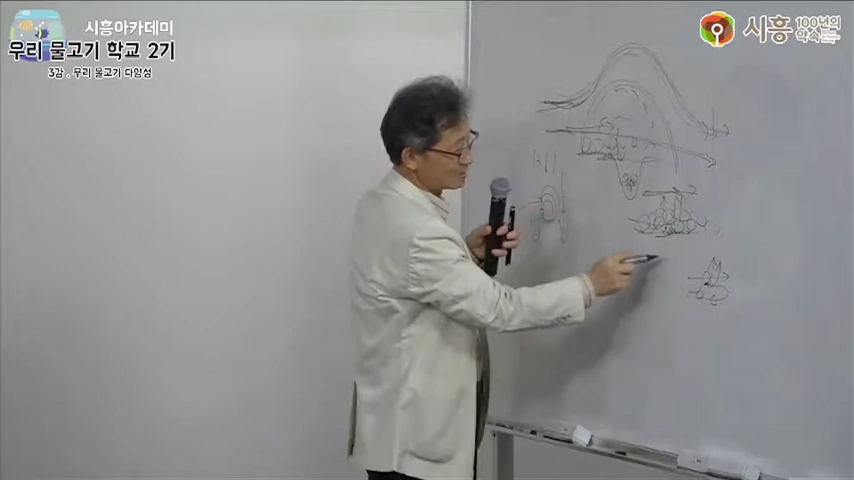 시흥아카데미
우리 물고기 학교 2기
3강. 우리 물고기 다양성
시흥 100년의
약속